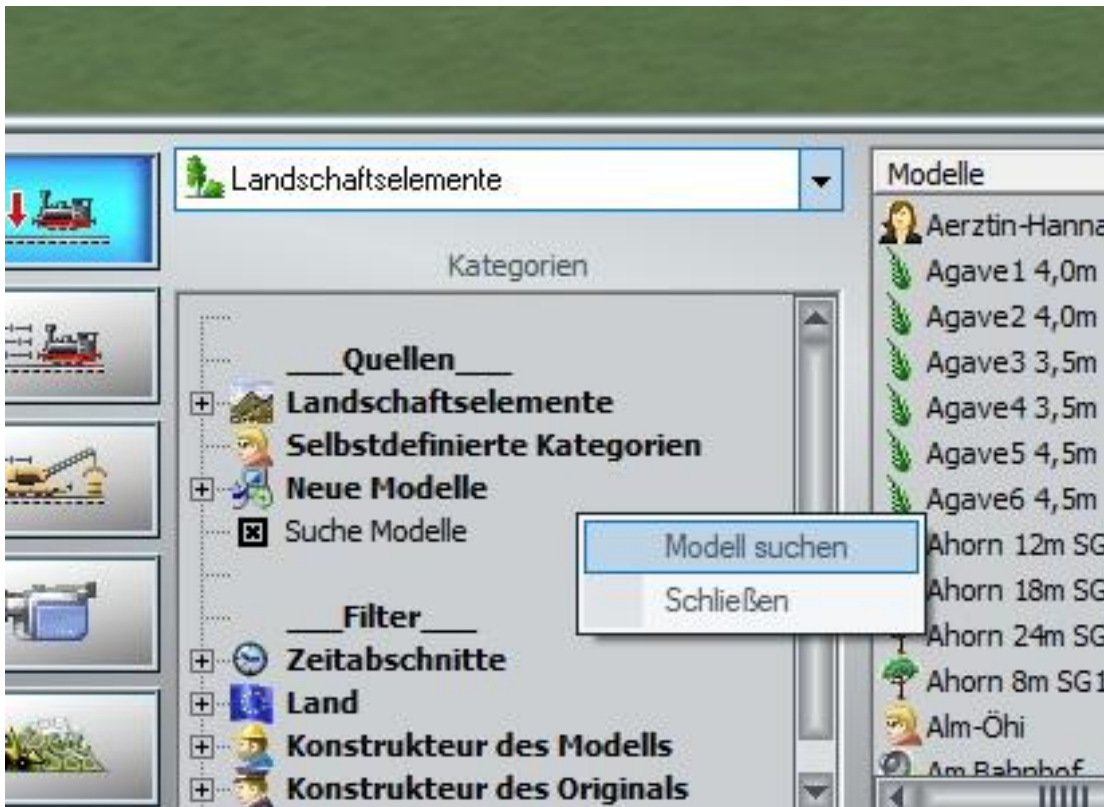 Landschaftselemente
Kategorien
___Quellen___
Landschaftselemente
Selbstdefinierte Kategorien
Neue Modelle
Suche Modelle
___Filter___
Zeitabschnitte
Land
Konstrukteur des Modells
Konstrukteur des Originals
Modell suchen
Schließen
Modelle
Aerztin-Hanna
Agave1 4,0m
Agave2 4,0m
Agave3 3,5m
Agave4 3,5m
Agave5 4,5m
Agave6 4,5m
Ahorn 12m SG
Ahorn 18m SG
Ahorn 24m SG
Ahorn 8m SG1
Alm-Öhi
Am Bahnhof